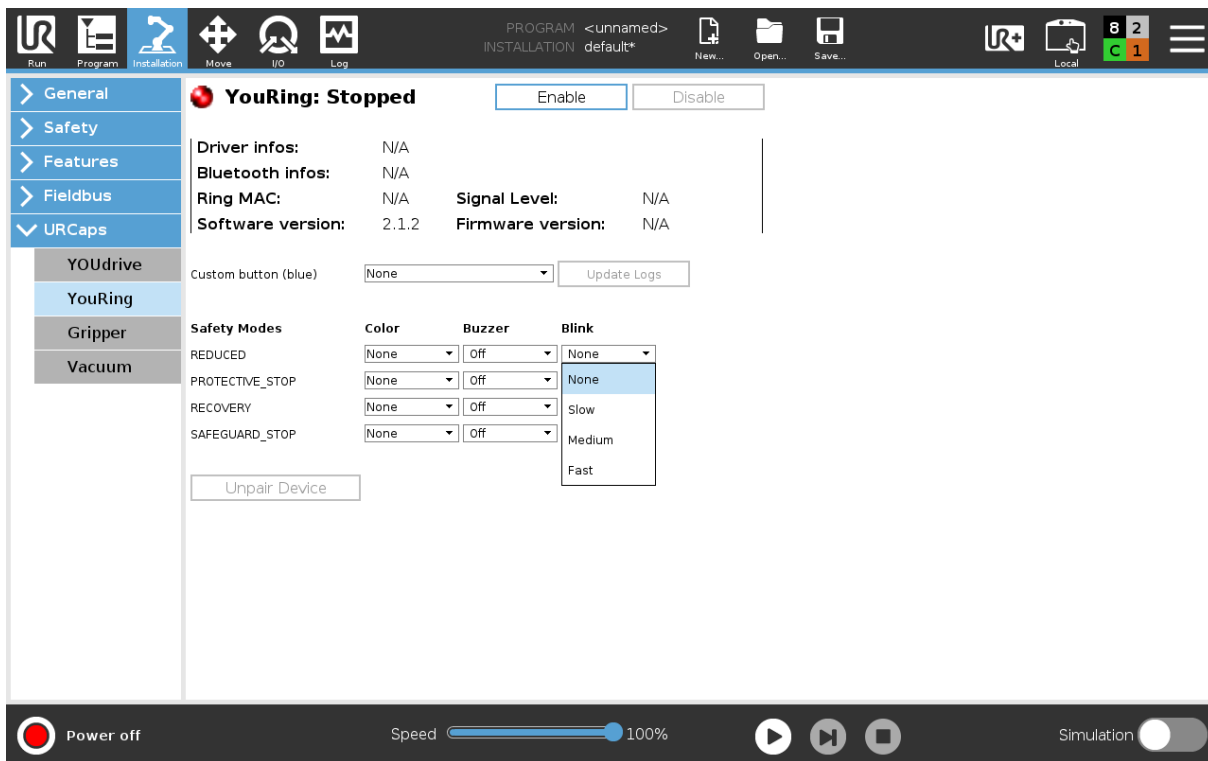 UR
Run
Program
Installation
Move
I/O
Log
PROGRAM <unnamed>
INSTALLATION default*
New...
Open...
Save...
UR+
Local
8 2
C 1
General
Safety
Features
Fieldbus
URCaps
YOUdrive
YouRing
Gripper
Vacuum
YouRing: Stopped
Enable
Disable
Driver infos: N/A
Bluetooth infos: N/A
Ring MAC: N/A Signal Level: N/A
Software version: 2.1.2 Firmware version: N/A
Custom button (blue) None Update Logs
Safety Modes Color Buzzer Blink
REDUCED None Off None
PROTECTIVE_STOP None Off None
RECOVERY None Off Slow
SAFEGUARD_STOP None Off Medium
Fast
Unpair Device
Power off
Speed 100%
Simulation